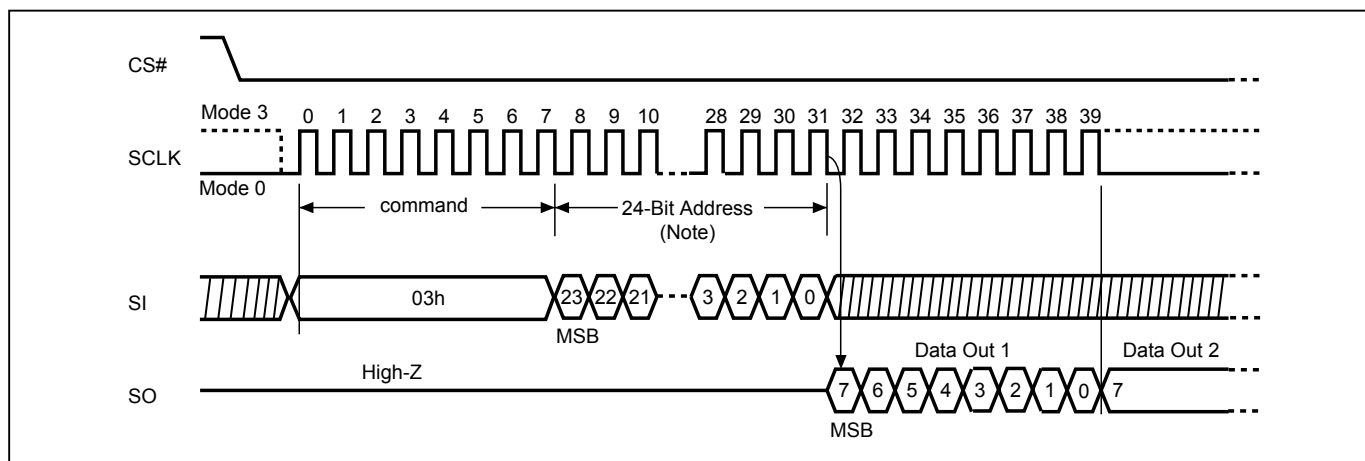 CS#
Mode 3
0 1 2 3 4 5 6 7 8 9 10 28 29 30 31 32 33 34 35 36 37 38 39
SCLK
Mode 0
command
24-Bit Address
(Note)
SI
03h
23 22 21 3 2 1 0
MSB
Data Out 1
Data Out 2
High-Z
SO
7 6 5 4 3 2 1 0 7
MSB